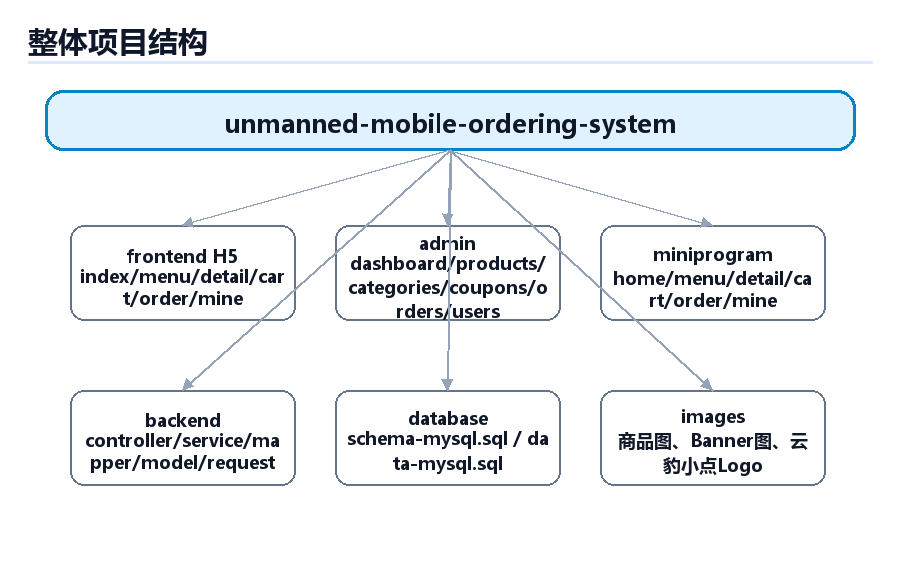 整体项目结构
unmanned-mobile-ordering-system
frontend H5
index/menu/detail/car
t/order/mine
admin
dashboard/products/
categories/coupons/o
rders/users
miniprogram
home/menu/detail/ca
rt/order/mine
backend
controller/service/ma
pper/model/request
database
schema-mysql.sql / da
ta-mysql.sql
images
商品图、Banner图、云
豹小点Logo